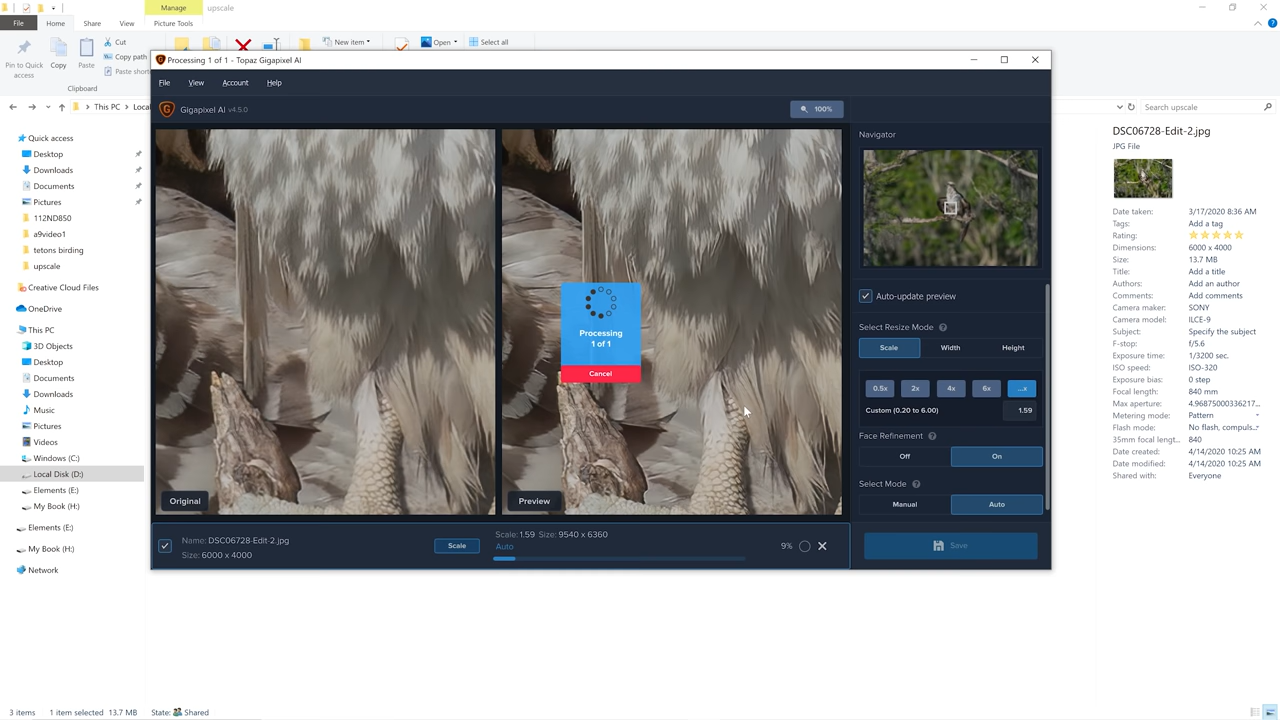 Manage
upscale
File
Home
Share
View
Picture Tools
Pin to Quick
access
Copy
Paste
Cut
Copy path
Paste shortc
New item
Open
Select all
Clipboard
This PC
Loca
Search upscale
Processing 1 of 1 - Topaz Gigapixel AI
File
View
Account
Help
Gigapixel AI v4.5.0
100%
Navigator
Auto-update preview
Select Resize Mode
Scale
Width
Height
0.5x
2x
4x
6x
...x
Custom (0.20 to 6.00)
1.59
Face Refinement
Off
On
Select Mode
Manual
Auto
Save
Processing
1 of 1
Cancel
Original
Preview
Name: DSC06728-Edit-2.jpg
Size: 6000 x 4000
Scale
Scale: 1.59 Size: 9540 x 6360
Auto
9%
Quick access
Desktop
Downloads
Documents
Pictures
112ND850
a9video1
tetons birding
upscale
Creative Cloud Files
OneDrive
This PC
3D Objects
Desktop
Documents
Downloads
Music
Pictures
Videos
Windows (C:)
Local Disk (D:)
Elements (E:)
My Book (H:)
Elements (E:)
My Book (H:)
Network
DSC06728-Edit-2.jpg
JPG File
Date taken: 3/17/2020 8:36 AM
Tags: Add a tag
Rating:
Dimensions: 6000 x 4000
Size: 13.7 MB
Title: Add a title
Authors: Add an author
Comments: Add comments
Camera maker: SONY
Camera model: ILCE-9
Subject: Specify the subject
F-stop: f/5.6
Exposure time: 1/3200 sec.
ISO speed: ISO-320
Exposure bias: 0 step
Focal length: 840 mm
Max aperture: 4.96875000336217...
Metering mode: Pattern
Flash mode: No flash, compuls...
35mm focal leng... 840
Date created: 4/14/2020 10:25 AM
Date modified: 4/14/2020 10:25 AM
Shared with: Everyone
3 items
1 item selected 13.7 MB
State: Shared